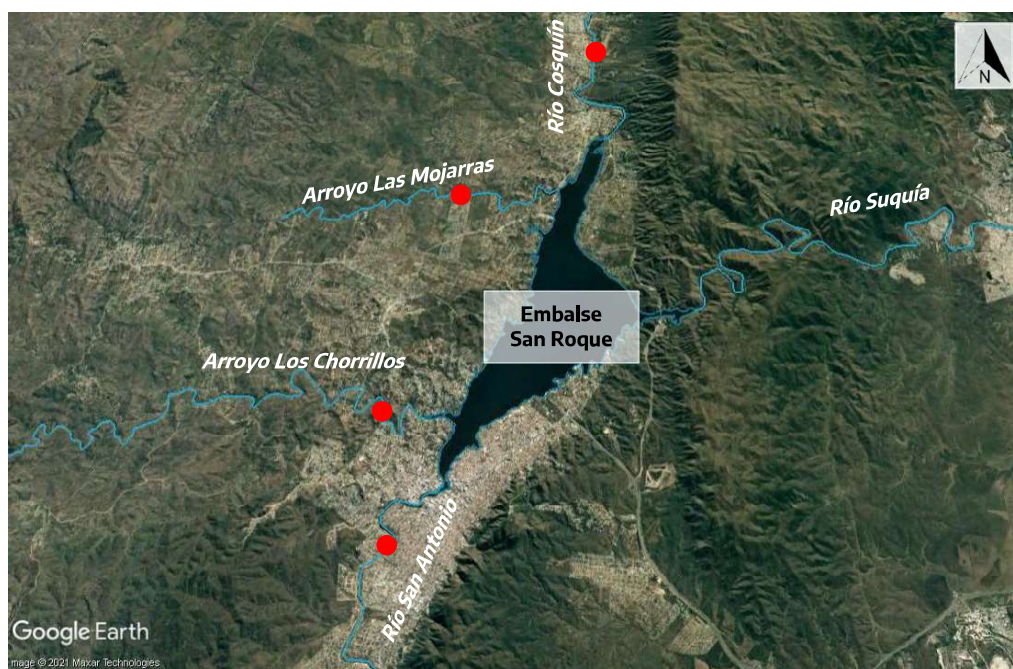 Río Cosquín
N
Arroyo Las Mojarras
Río Suquía
Embalse
San Roque
Arroyo Los Chorrillos
Río San Antonio
Google Earth
mage © 2021 Maxar Technologies